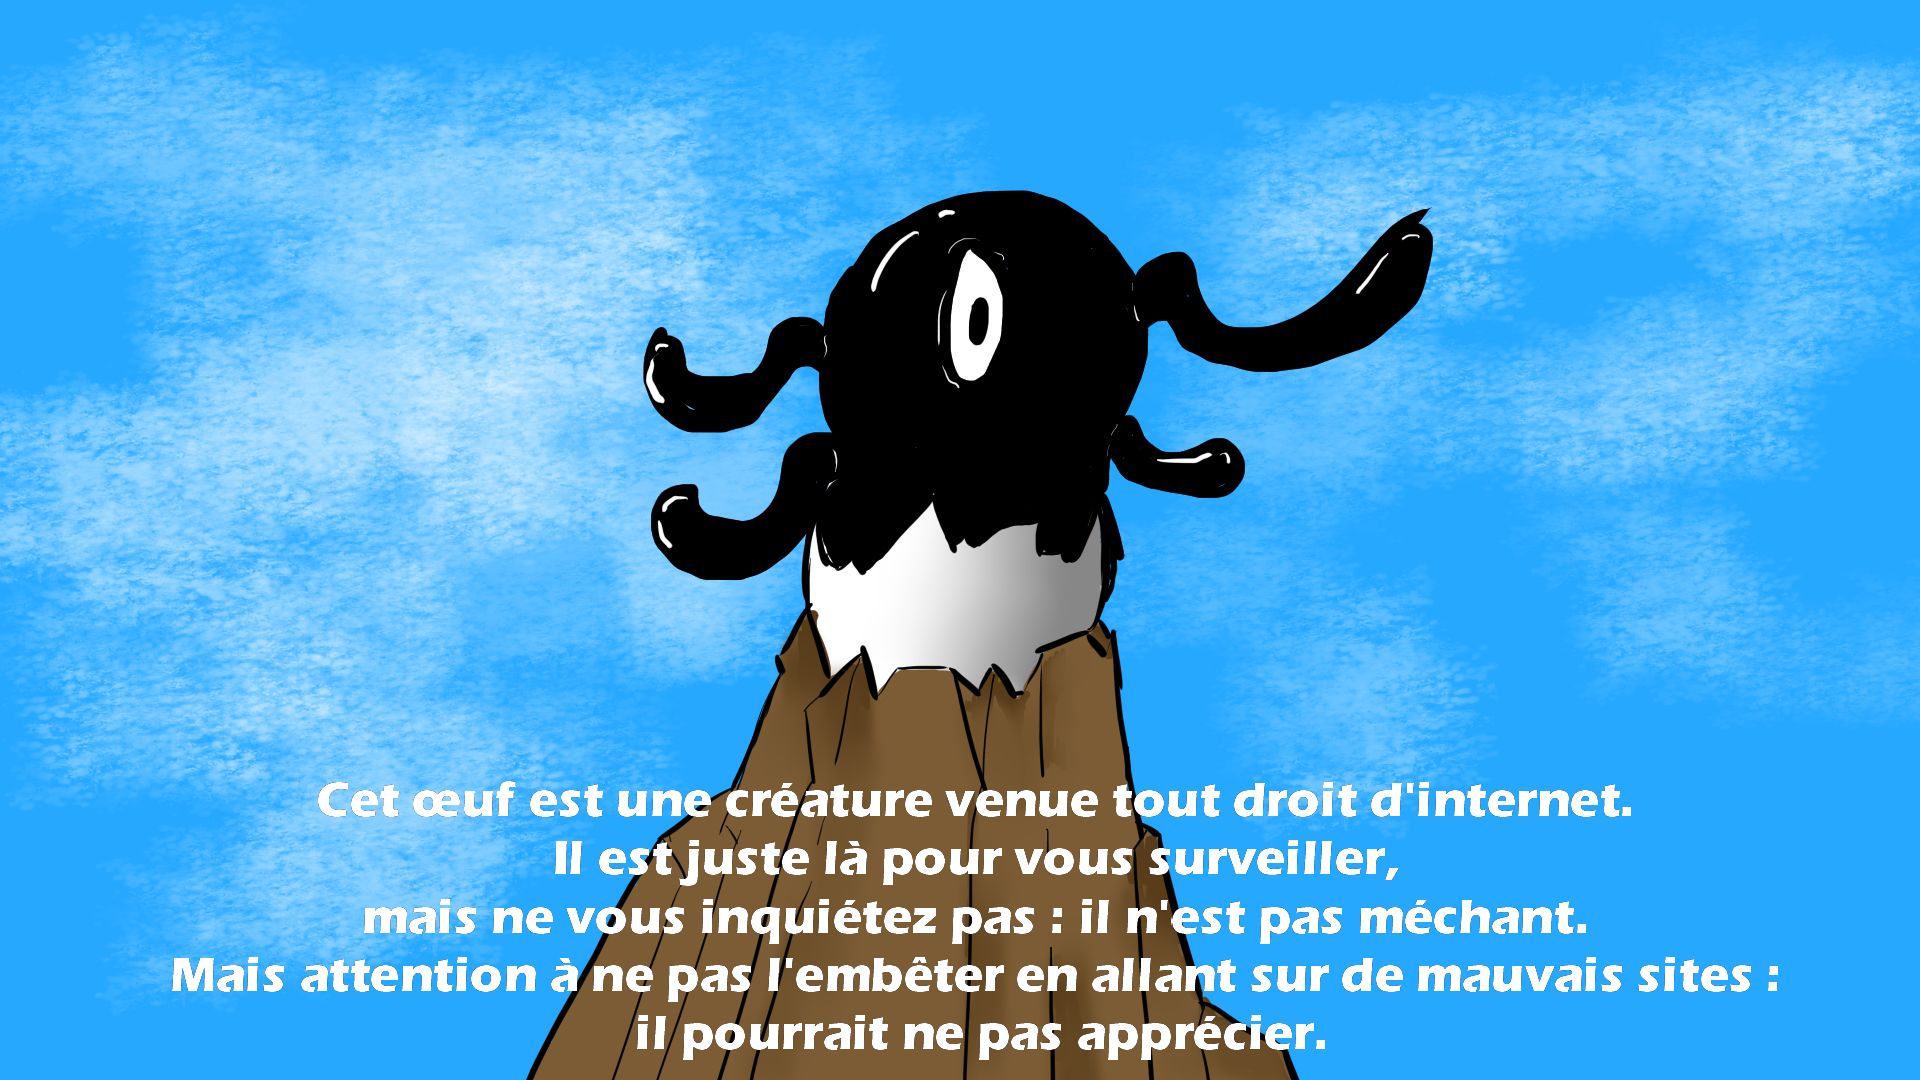 Cet œuf est une créature venue tout droit d'internet.
Il est juste là pour vous surveiller,
mais ne vous inquiétez pas : il n'est pas méchant.
Mais attention à ne pas l'embêter en allant sur de mauvais sites :
il pourrait ne pas apprécier.